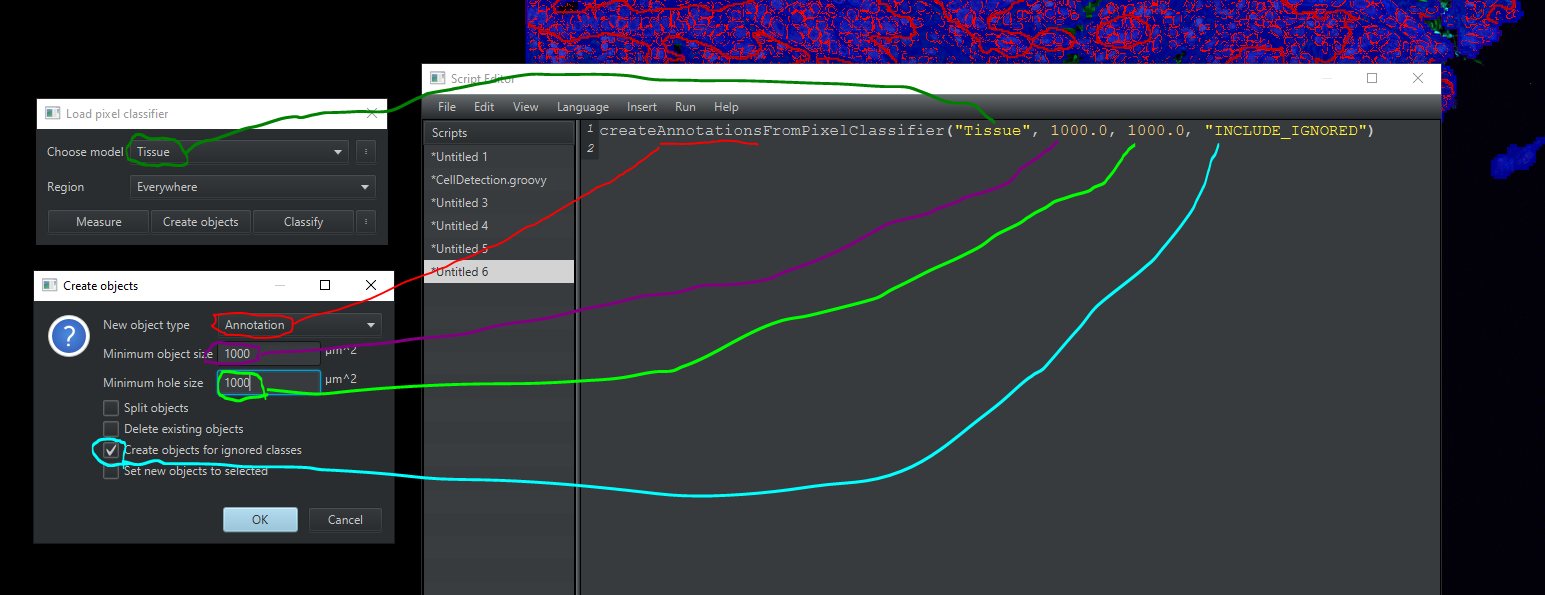 Load pixel classifier
Choose model Tissue
Region Everywhere
Measure Create objects Classify
Create objects
New object type Annotation
Minimum object size 1000 µm^2
Minimum hole size 1000 µm^2
Split objects
Delete existing objects
Create objects for ignored classes
Set new objects to selected
OK Cancel
Script Editor
File Edit View Language Insert Run Help
Scripts
*Untitled 1
*CellDetection.groovy
*Untitled 3
*Untitled 4
*Untitled 5
*Untitled 6
1 createAnnotationsFromPixelClassifier("Tissue", 1000.0, 1000.0, "INCLUDE_IGNORED")
2